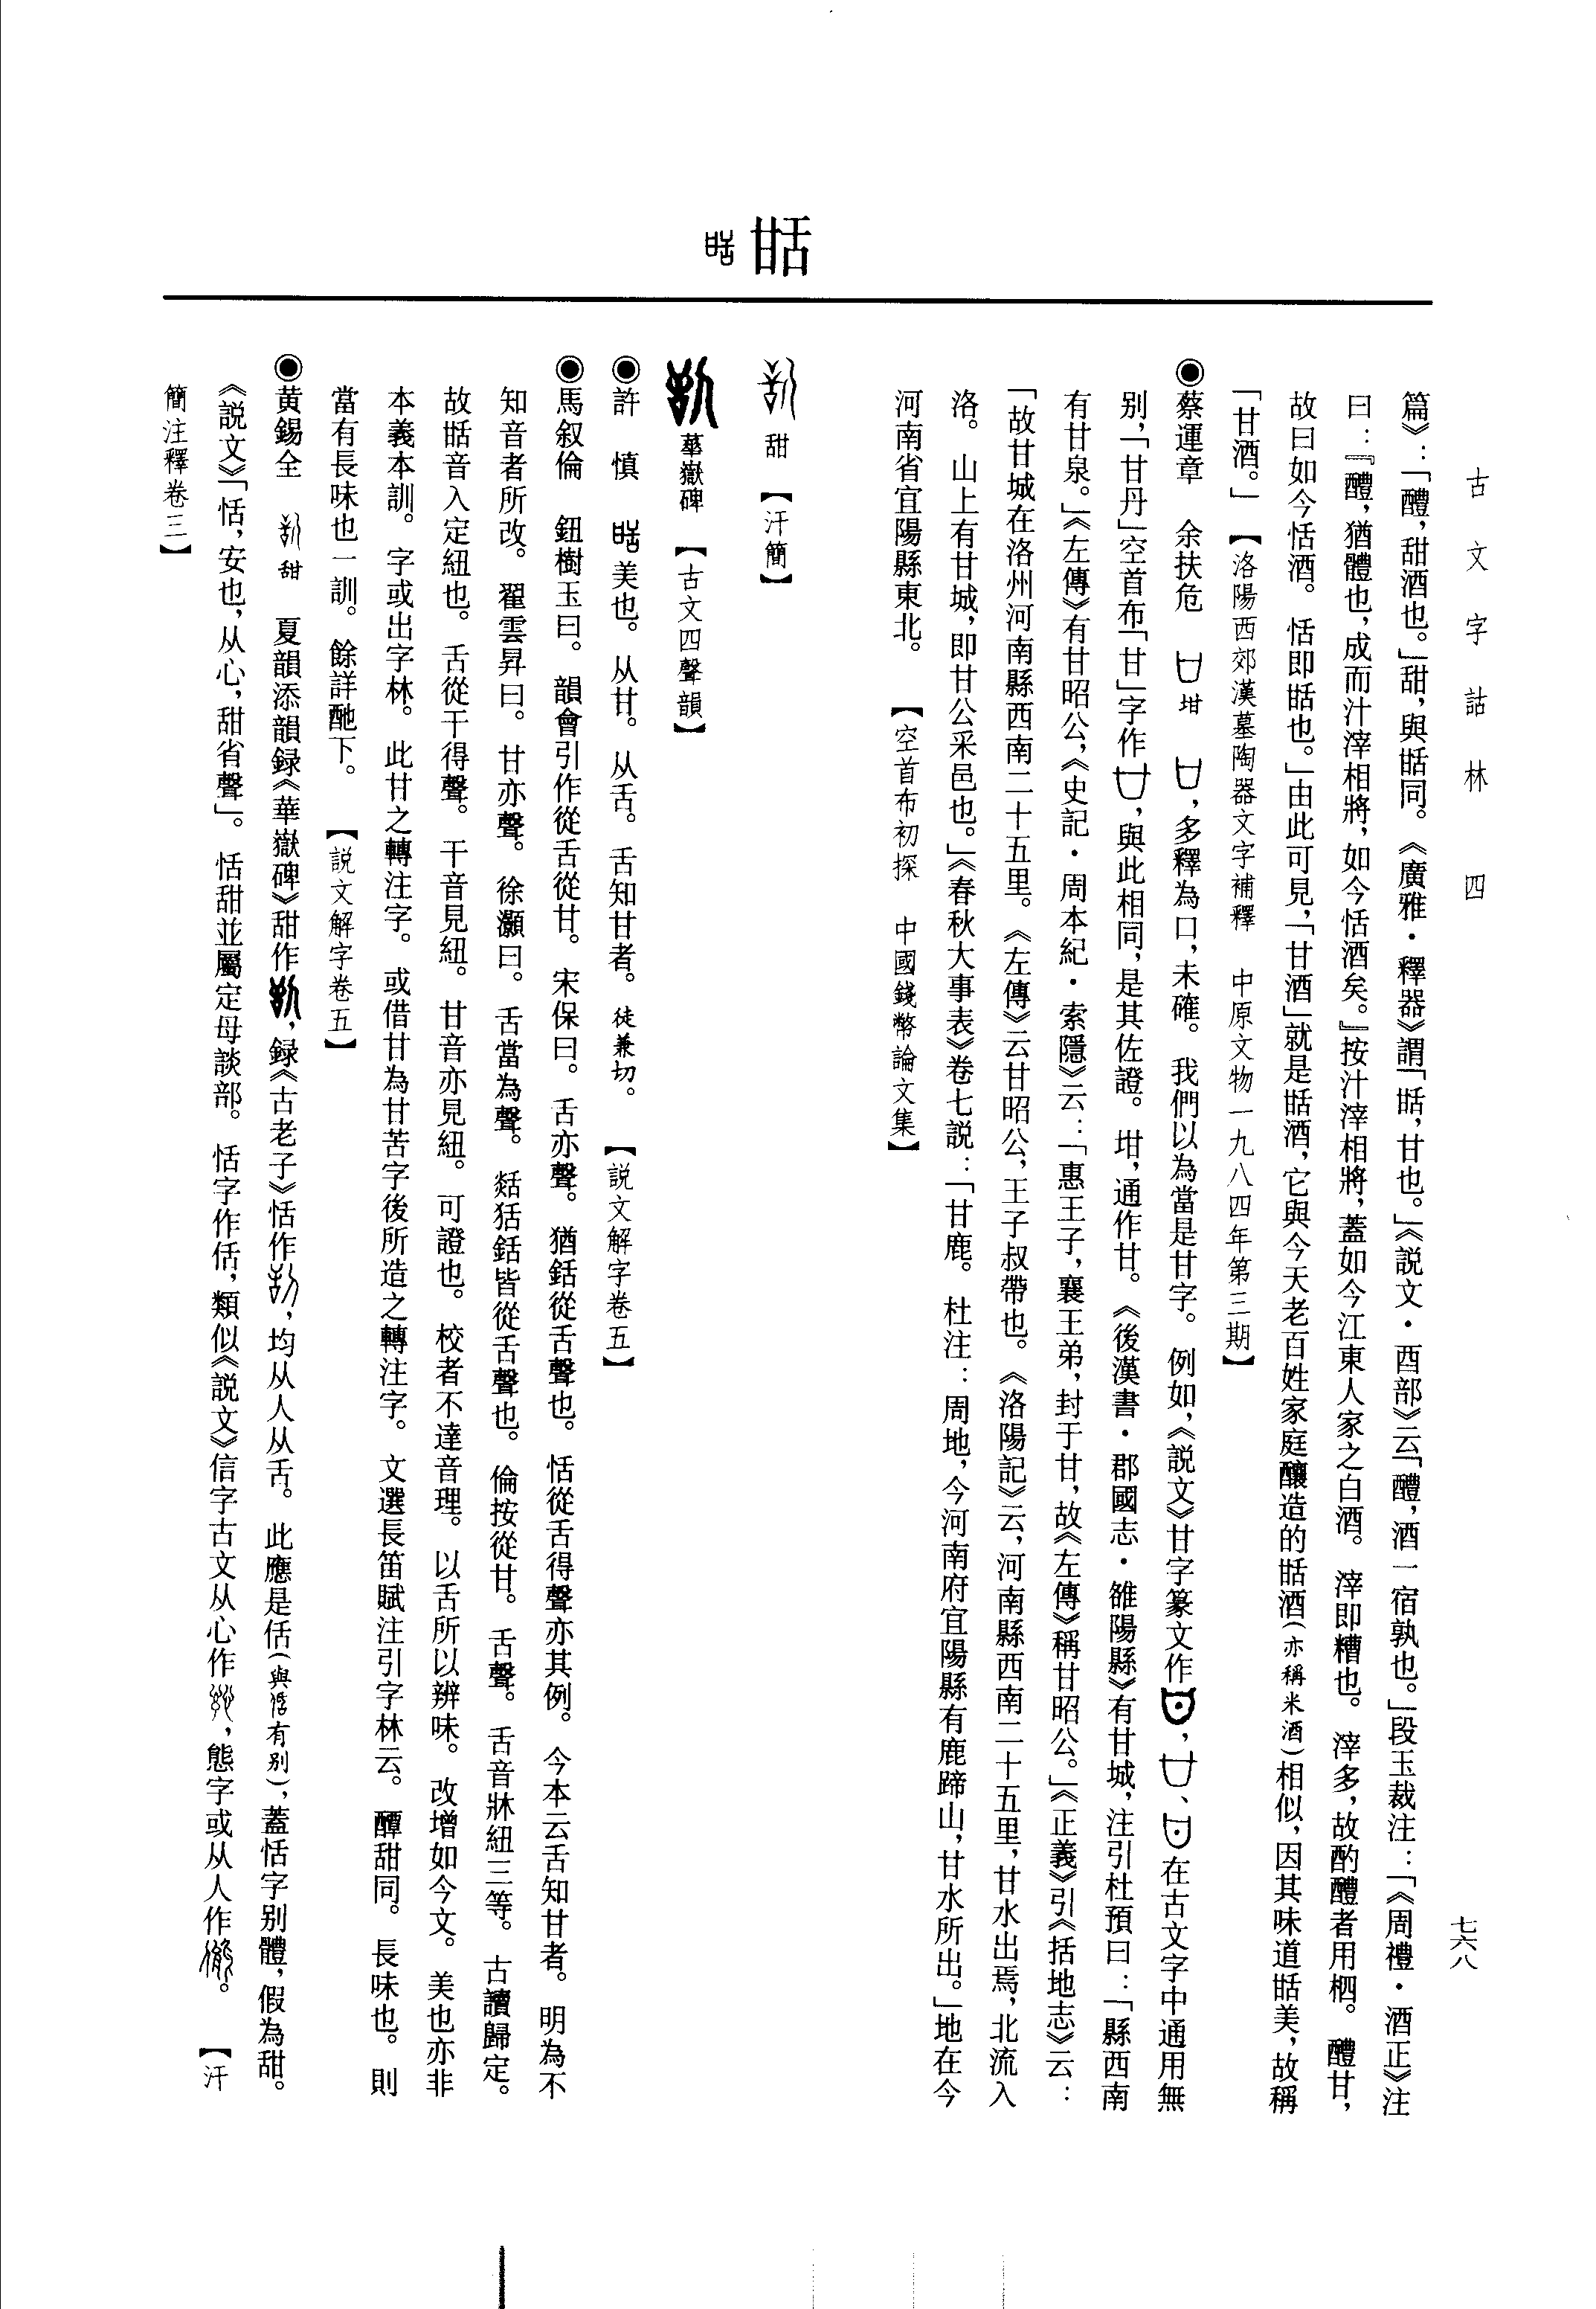 古文字詁林 四
七六八
篇》：「醴，甜酒也。」甜，與甛同。《廣雅·釋器》謂「甛，甘也。」《説文·酉部》云「醴，酒一宿孰也。」段玉裁注：「《周禮·酒正》注
曰：『醴，猶體也，成而汁滓相將，如今恬酒矣。』按汁滓相將，蓋如今江東人家之白酒。滓即糟也。滓多，故酌醴者用柶。醴甘，
故曰如今恬酒。恬即甛也。」由此可見，「甘酒」就是甛酒，它與今天老百姓家庭釀造的甛酒（亦稱米酒）相似，因其味道甛美，故稱
「甘酒。」【洛陽西郊漢墓陶器文字補釋 中原文物一九八四年第三期】
◉蔡運章 余扶危 坩 ，多釋為口，未確。我們以為當是甘字。例如，《説文》甘字篆文作，、在古文字中通用無
别，「甘丹」空首布「甘」字作，與此相同，是其佐證。坩，通作甘。《後漢書·郡國志·雒陽縣》有甘城，注引杜預曰：「縣西南
有甘泉。」《左傳》有甘昭公，《史記·周本紀·索隱》云：「惠王子，襄王弟，封于甘，故《左傳》稱甘昭公。」《正義》引《括地志》云：
「故甘城在洛州河南縣西南二十五里。《左傳》云甘昭公，王子叔帶也。《洛陽記》云，河南縣西南二十五里，甘水出焉，北流入
洛。山上有甘城，即甘公采邑也。」《春秋大事表》卷七説：「甘鹿。杜注：周地，今河南府宜陽縣有鹿蹄山，甘水所出。」地在今
河南省宜陽縣東北。 【空首布初探 中國錢幣論文集】
甛
甜 【汗簡】
華嶽碑 【古文四聲韻】
◉許 慎 美也。从甘。从舌。舌知甘者。徒兼切。 【説文解字卷五】
◉馬叙倫 鈕樹玉曰。韻會引作從舌從甘。宋保曰。舌亦聲。猶銛從舌聲也。恬從舌得聲亦其例。今本云舌知甘者。明為不
知音者所改。翟雲昇曰。甘亦聲。徐灝曰。舌當為聲。𤈦狧銛皆從舌聲也。倫按從甘。舌聲。舌音牀紐三等。古讀歸定。
故甛音入定紐也。舌從干得聲。干音見紐。甘音亦見紐。可證也。校者不達音理。以舌所以辨味。改增如今文。美也亦非
本義本訓。字或出字林。此甘之轉注字。或借甘為甘苦字後所造之轉注字。文選長笛賦注引字林云。醰甜同。長味也。則
當有長味也一訓。餘詳𨠑下。 【説文解字卷五】
◉黄錫全 甜 夏韻添韻録《華嶽碑》甜作，録《古老子》恬作，均从人从舌。此應是佸（與有别），蓋恬字别體，假為甜。
《説文》「恬，安也，从心，甜省聲」。恬甜並屬定母談部。恬字作佸，類似《説文》信字古文从心作，態字或从人作。 【汗
簡注釋卷三】